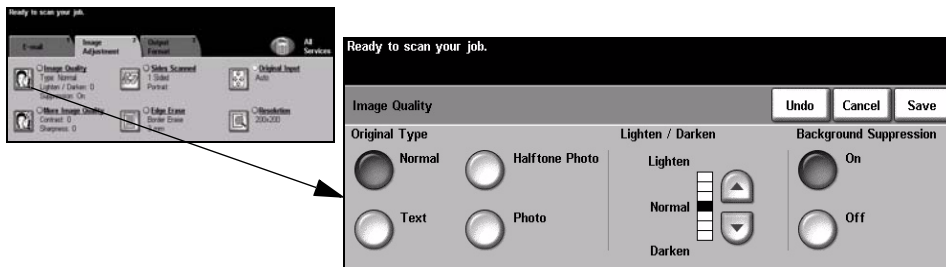 Ready to scan your job.
E-mail
Image Adjustment
Output Format
All Services
Image Quality
Type: Normal
Lighten / Darken: 0
Suppression: On
Sides Scanned
1 Sided
Portrait
Original Input
Auto
More Image Quality
Contrast: 0
Sharpness: 0
Edge Erase
Border Erase
3 mm
Resolution
200x200
Ready to scan your job.
Image Quality
Undo
Cancel
Save
Original Type
Lighten / Darken
Background Suppression
Normal
Halftone Photo
Lighten
On
Normal
Text
Photo
Off
Darken